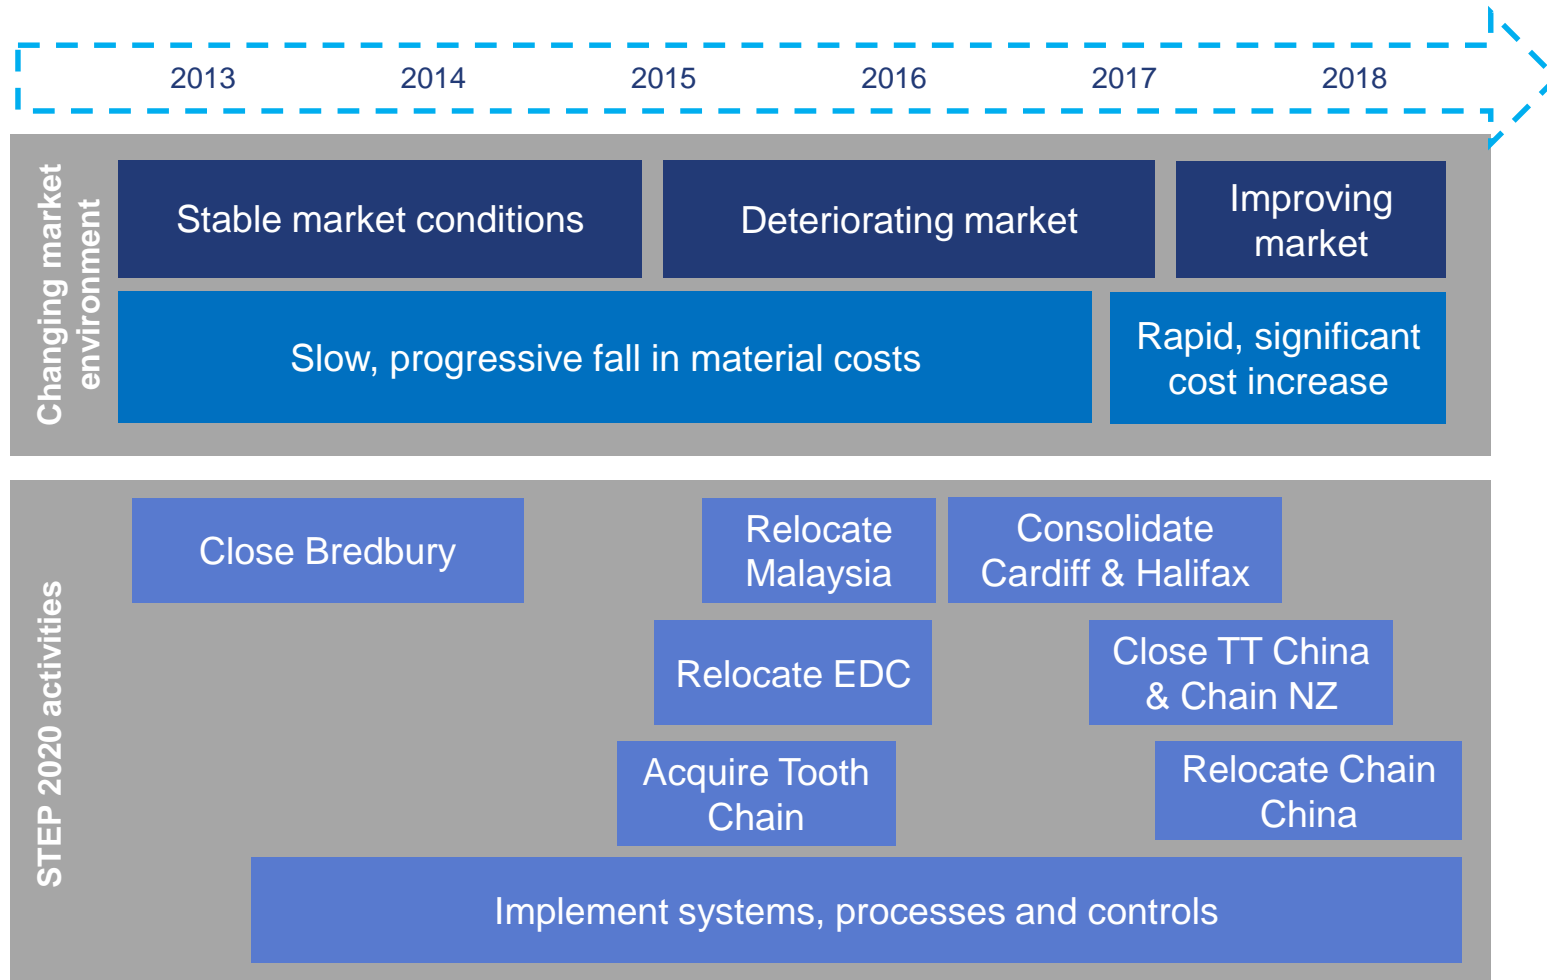 2013 2014 2015 2016 2017 2018
Changing market
environment
Stable market conditions
Deteriorating market
Improving
market
Slow, progressive fall in material costs
Rapid, significant
cost increase
STEP 2020 activities
Close Bredbury
Relocate
Malaysia
Consolidate
Cardiff & Halifax
Relocate EDC
Close TT China
& Chain NZ
Acquire Tooth
Chain
Relocate Chain
China
Implement systems, processes and controls